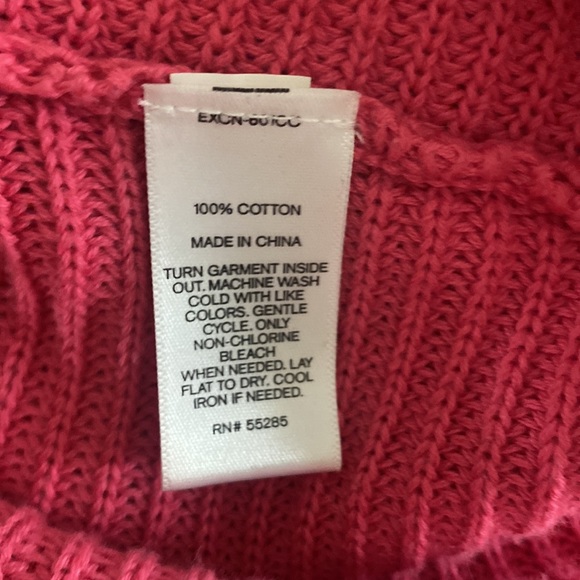 100% COTTON
MADE IN CHINA
TURN GARMENT INSIDE
OUT. MACHINE WASH
COLD WITH LIKE
COLORS. GENTLE
CYCLE. ONLY
NON-CHLORINE
BLEACH
WHEN NEEDED. LAY
FLAT TO DRY. COOL
IRON IF NEEDED.
RN# 55285